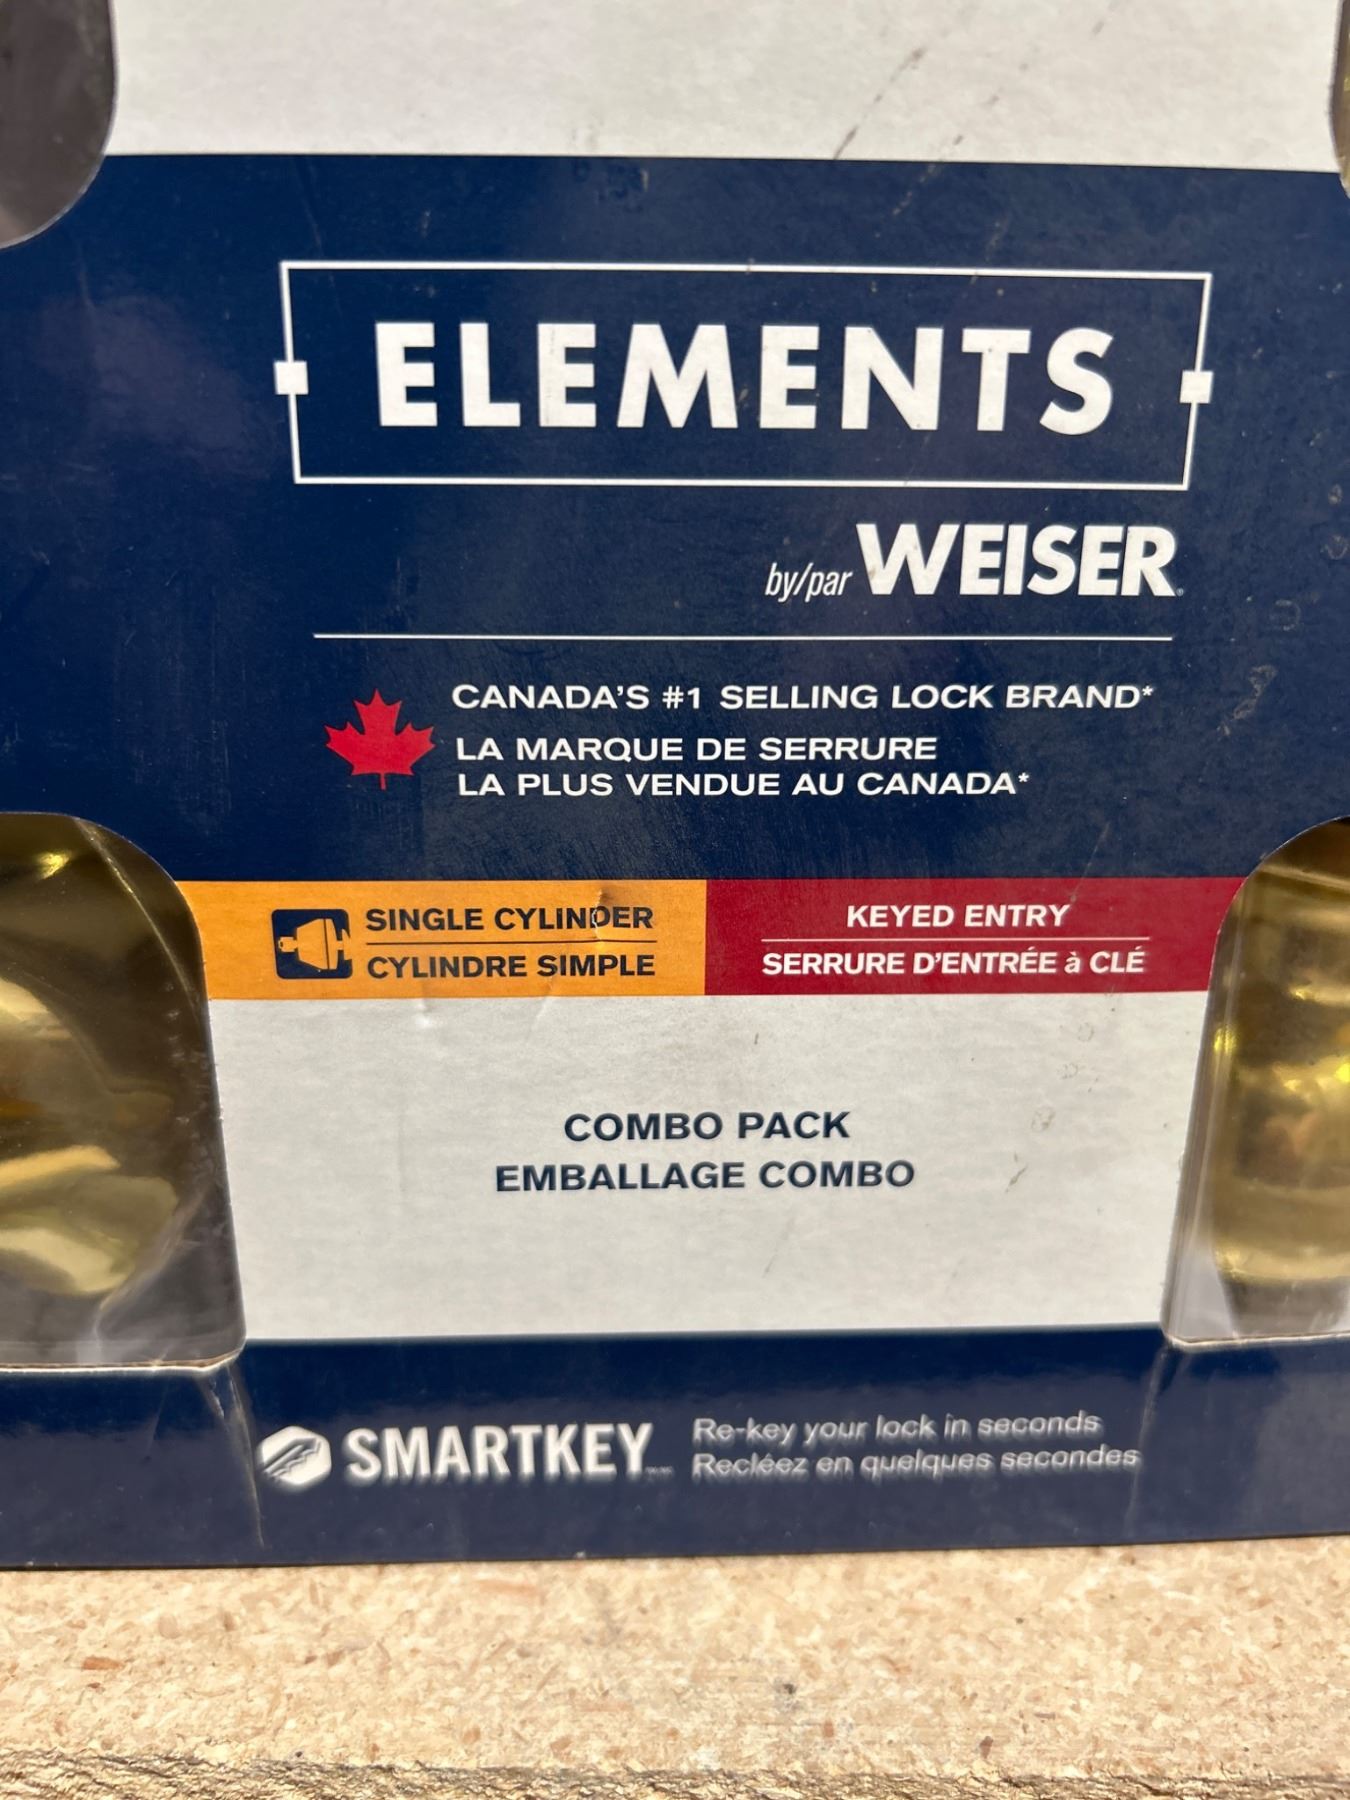 ELEMENTS
by/par WEISER®
CANADA'S #1 SELLING LOCK BRAND*
LA MARQUE DE SERRURE
LA PLUS VENDUE AU CANADA*
SINGLE CYLINDER
CYLINDRE SIMPLE
KEYED ENTRY
SERRURE D'ENTRÉE à CLÉ
COMBO PACK
EMBALLAGE COMBO
SMARTKEY
Re-key your lock in seconds
Recléez en quelques secondes